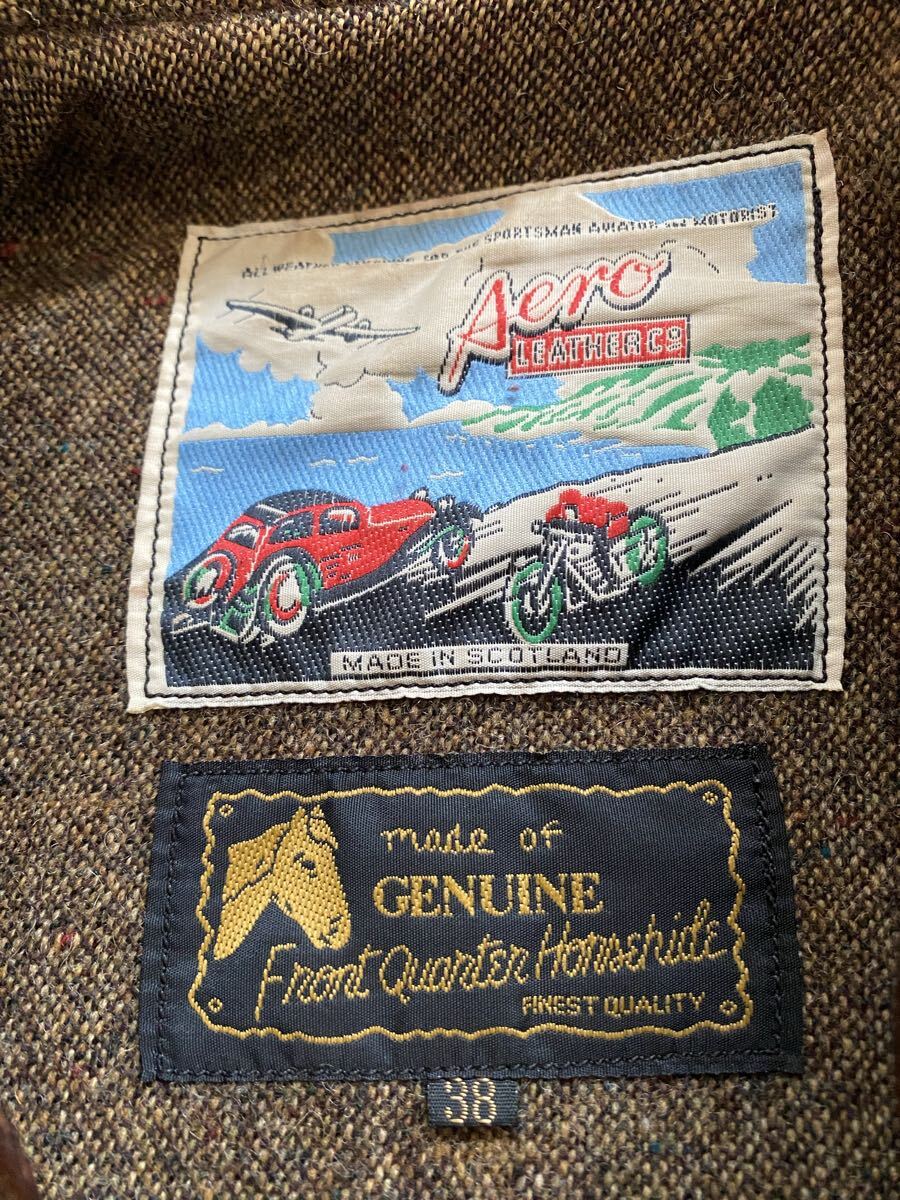 ALL WEATHER CLOTHING FOR THE SPORTSMAN AVIATOR AND MOTORIST
Aero
LEATHER Co
MADE IN SCOTLAND
made of
GENUINE
Front Quarter Horsehide
FINEST QUALITY
38